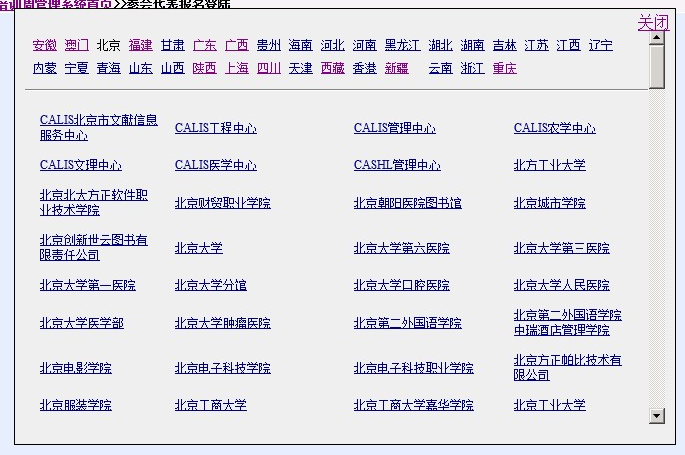 培训周管理系统首页>>参会代表报名登陆
关闭
安徽 澳门 北京 福建 甘肃 广东 广西 贵州 海南 河北 河南 黑龙江 湖北 湖南 吉林 江苏 江西 辽宁
内蒙 宁夏 青海 山东 山西 陕西 上海 四川 天津 西藏 香港 新疆 云南 浙江 重庆
CALIS北京市文献信息
服务中心 CALIS工程中心 CALIS管理中心 CALIS农学中心
CALIS文理中心 CALIS医学中心 CASHL管理中心 北方工业大学
北京北大方正软件职
业技术学院 北京财贸职业学院 北京朝阳医院图书馆 北京城市学院
北京创新世云图书有
限责任公司 北京大学 北京大学第六医院 北京大学第三医院
北京大学第一医院 北京大学分馆 北京大学口腔医院 北京大学人民医院
北京大学医学部 北京大学肿瘤医院 北京第二外国语学院 北京第二外国语学院
中瑞酒店管理学院
北京电影学院 北京电子科技学院 北京电子科技职业学院 北京方正帕比技术有
限公司
北京服装学院 北京工商大学 北京工商大学嘉华学院 北京工业大学